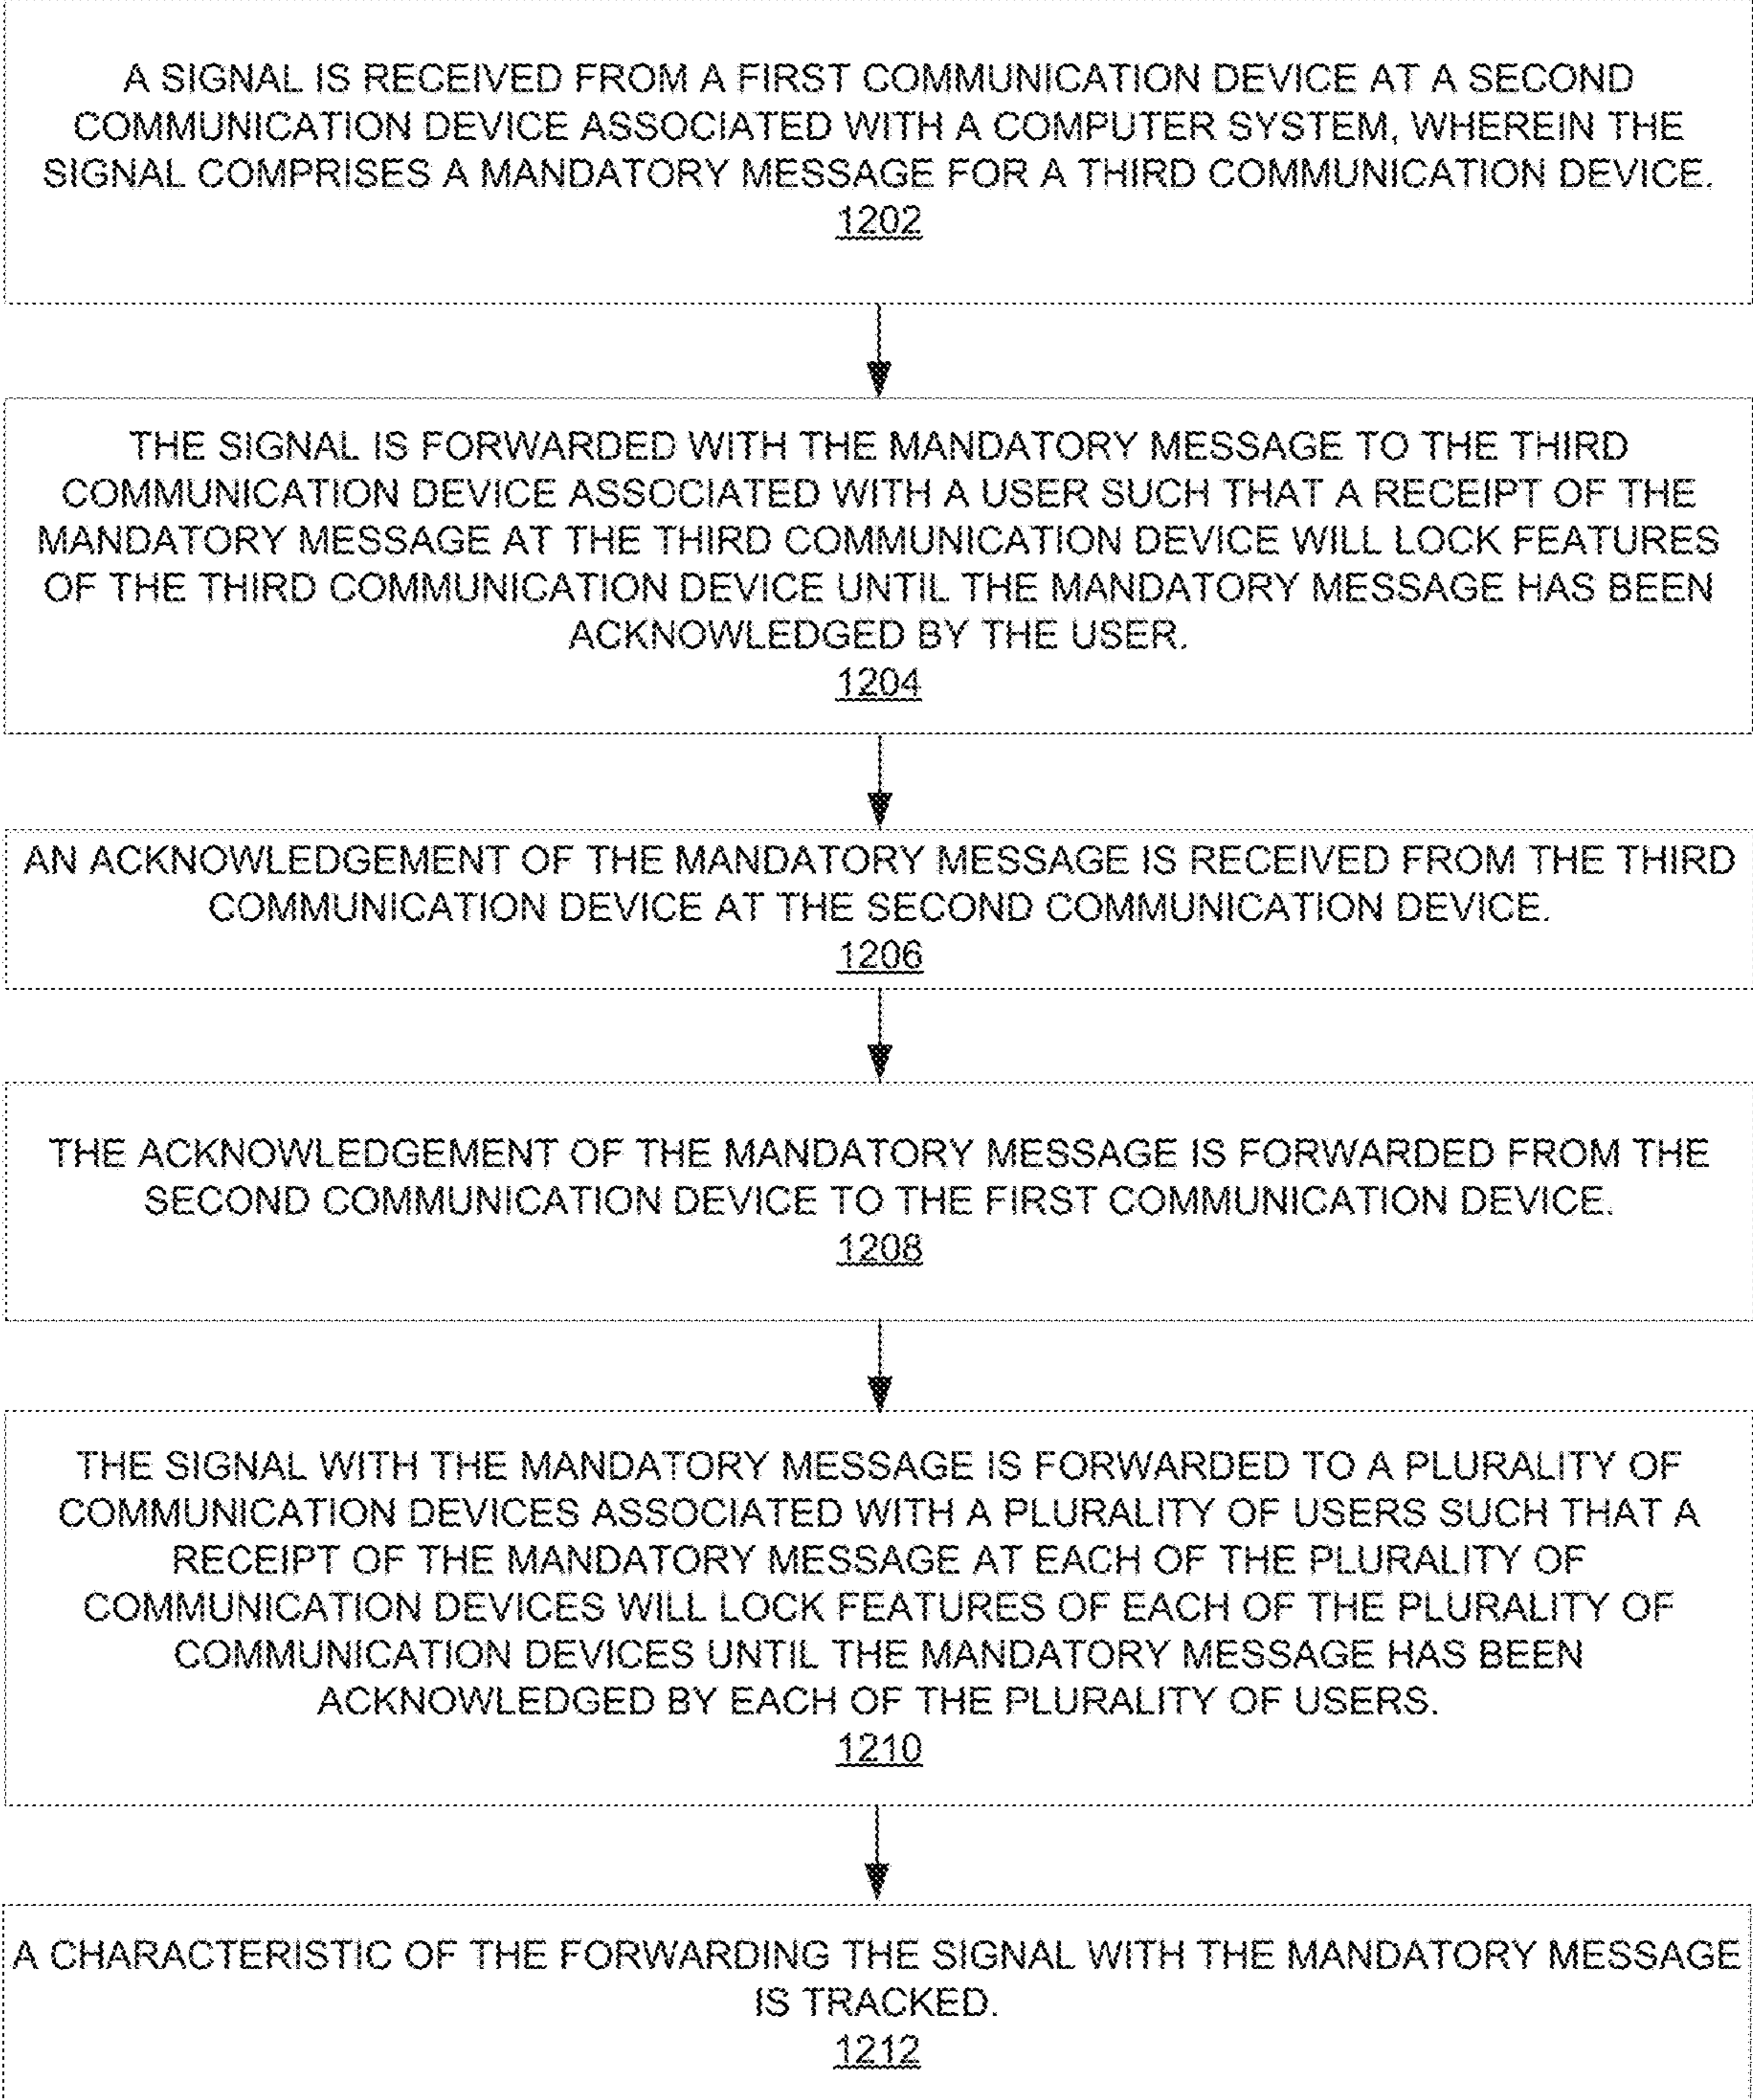 A SIGNAL IS RECEIVED FROM A FIRST COMMUNICATION DEVICE AT A SECOND
COMMUNICATION DEVICE ASSOCIATED WITH A COMPUTER SYSTEM, WHEREIN THE
SIGNAL COMPRISES A MANDATORY MESSAGE FOR A THIRD COMMUNICATION DEVICE.
1202
THE SIGNAL IS FORWARDED WITH THE MANDATORY MESSAGE TO THE THIRD
COMMUNICATION DEVICE ASSOCIATED WITH A USER SUCH THAT A RECEIPT OF THE
MANDATORY MESSAGE AT THE THIRD COMMUNICATION DEVICE WILL LOCK FEATURES
OF THE THIRD COMMUNICATION DEVICE UNTIL THE MANDATORY MESSAGE HAS BEEN
ACKNOWLEDGED BY THE USER.
1204
AN ACKNOWLEDGEMENT OF THE MANDATORY MESSAGE IS RECEIVED FROM THE THIRD
COMMUNICATION DEVICE AT THE SECOND COMMUNICATION DEVICE.
1206
THE ACKNOWLEDGEMENT OF THE MANDATORY MESSAGE IS FORWARDED FROM THE
SECOND COMMUNICATION DEVICE TO THE FIRST COMMUNICATION DEVICE.
1208
THE SIGNAL WITH THE MANDATORY MESSAGE IS FORWARDED TO A PLURALITY OF
COMMUNICATION DEVICES ASSOCIATED WITH A PLURALITY OF USERS SUCH THAT A
RECEIPT OF THE MANDATORY MESSAGE AT EACH OF THE PLURALITY OF
COMMUNICATION DEVICES WILL LOCK FEATURES OF EACH OF THE PLURALITY OF
COMMUNICATION DEVICES UNTIL THE MANDATORY MESSAGE HAS BEEN
ACKNOWLEDGED BY EACH OF THE PLURALITY OF USERS.
1210
A CHARACTERISTIC OF THE FORWARDING THE SIGNAL WITH THE MANDATORY MESSAGE
IS TRACKED.
1212